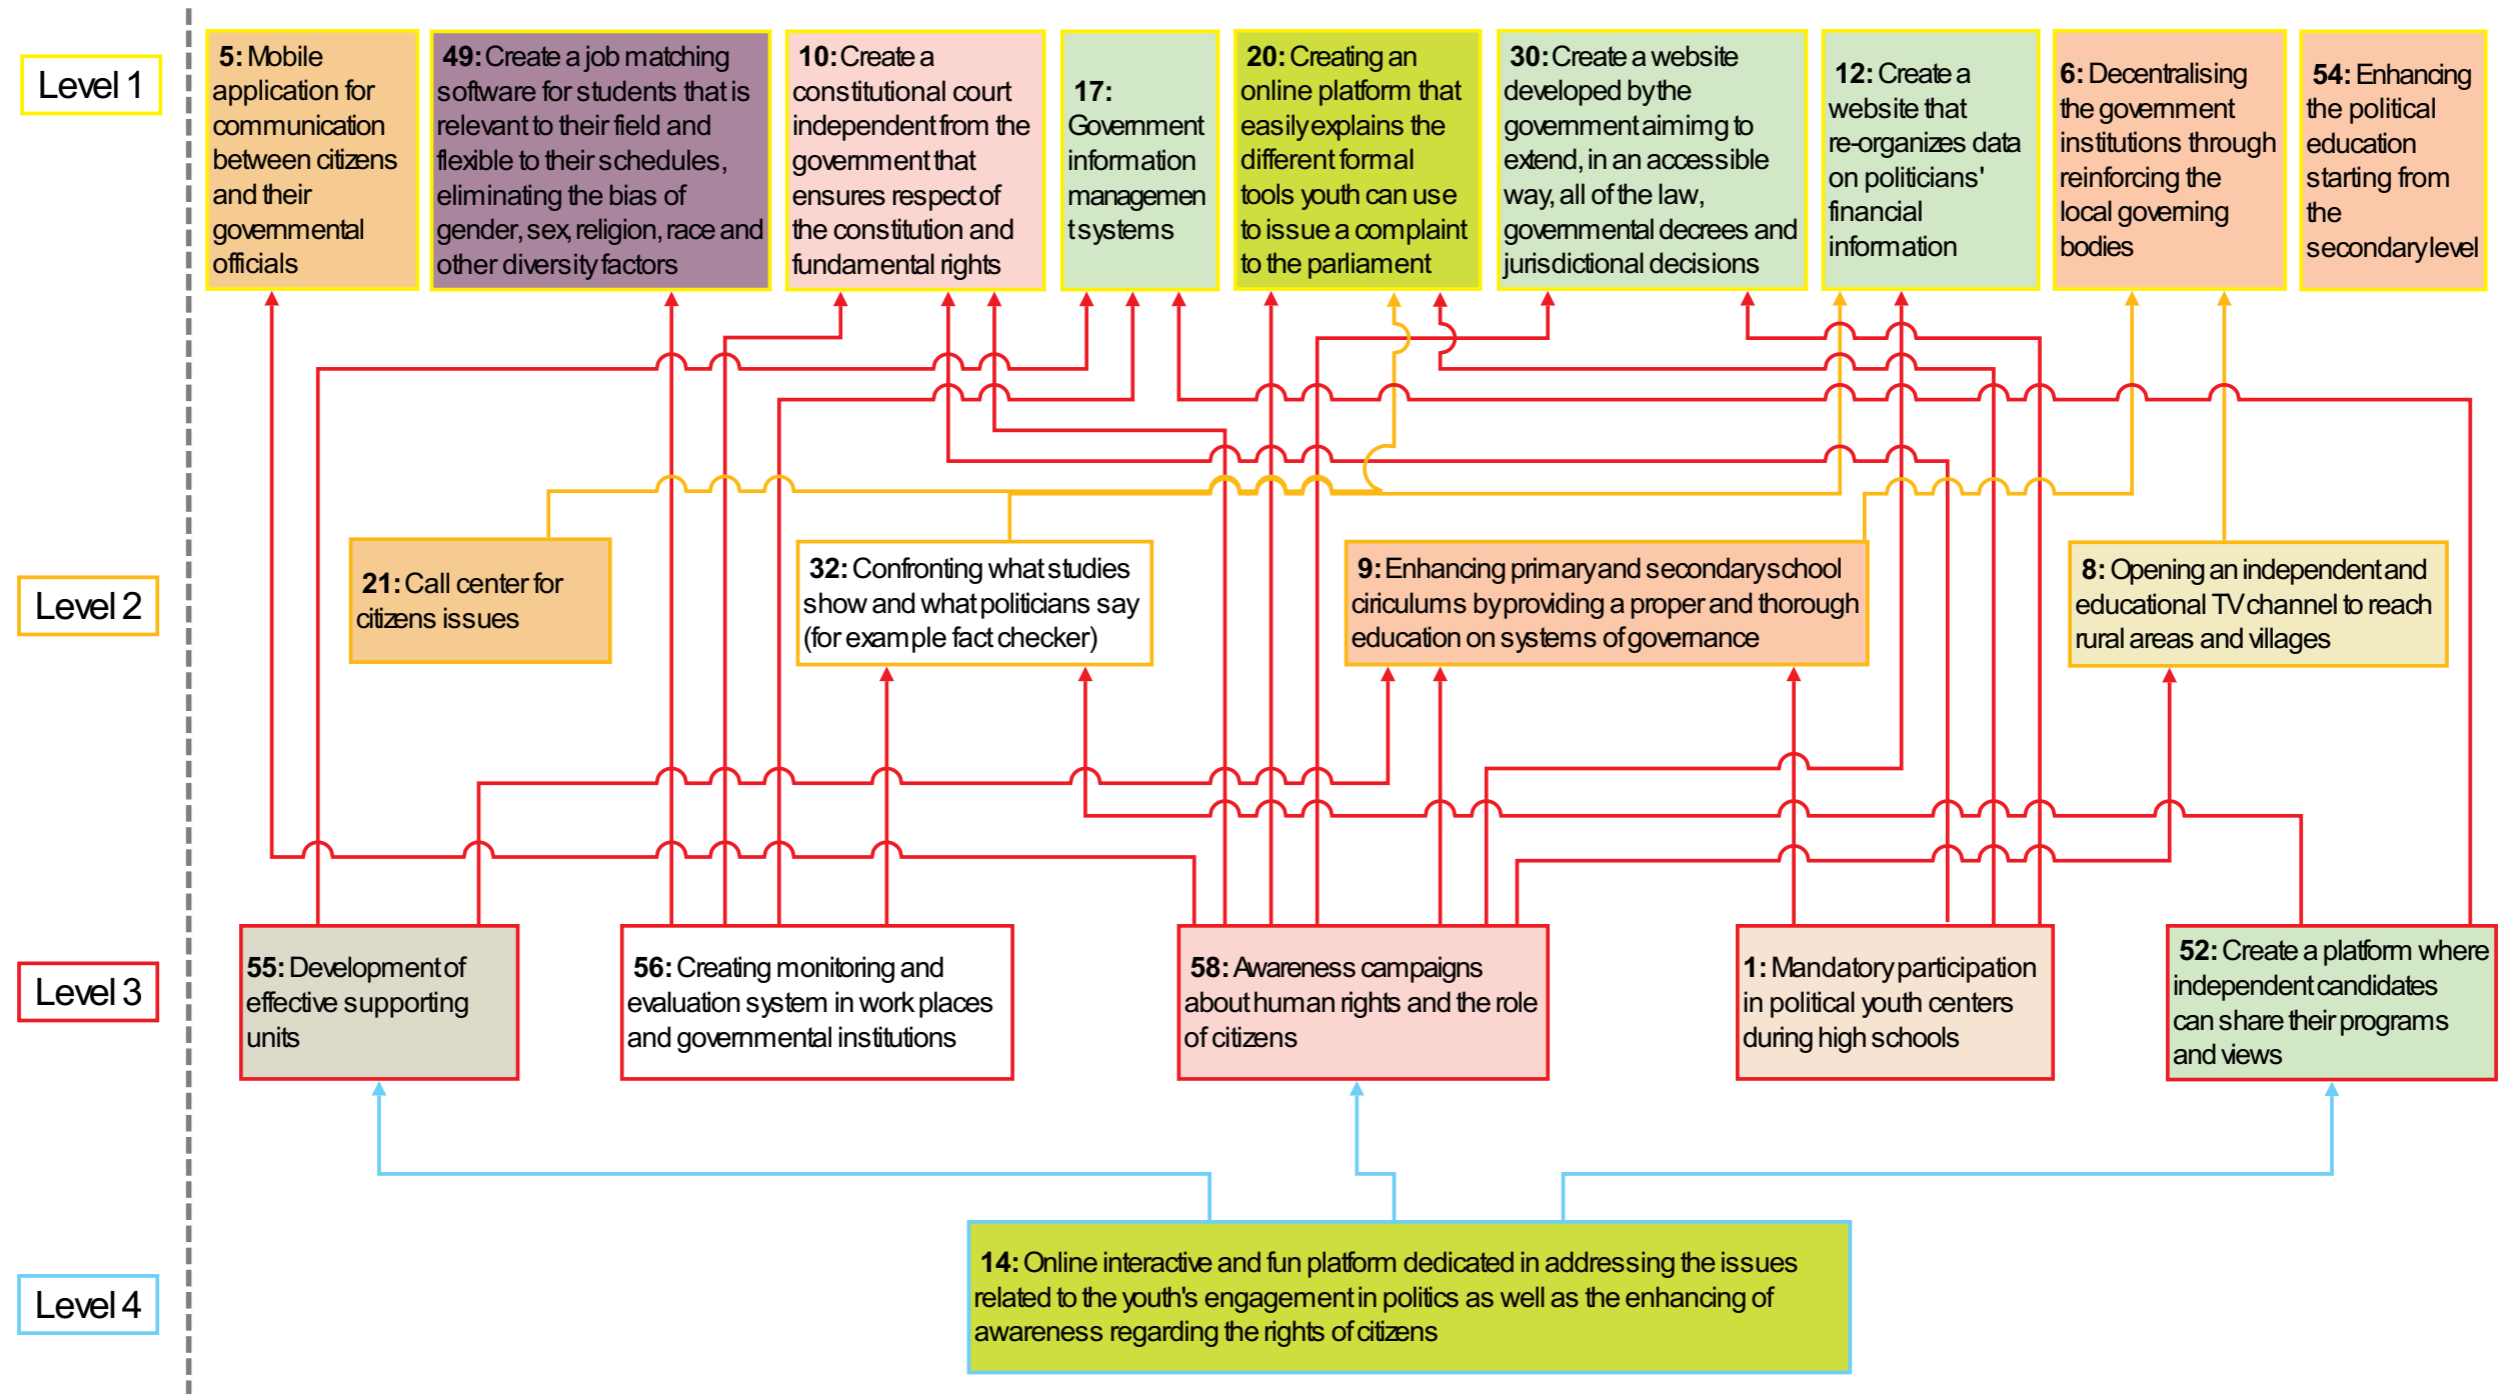 Level 1
5: Mobile
application for
communication
between citizens
and their
governmental
officials
49: Create a job matching
software for students that is
relevant to their field and
flexible to their schedules,
eliminating the bias of
gender, sex, religion, race and
other diversity factors
10: Create a
constitutional court
independent from the
government that
ensures respect of
the constitution and
fundamental rights
17:
Government
information
managemen
t systems
20: Creating an
online platform that
easily explains the
different formal
tools youth can use
to issue a complaint
to the parliament
30: Create a website
developed by the
government aimimg to
extend, in an accessible
way, all of the law,
governmental decrees and
jurisdictional decisions
12: Create a
website that
re-organizes data
on politicians'
financial
information
6: Decentralising
the government
institutions through
reinforcing the
local governing
bodies
54: Enhancing
the political
education
starting from
the
secondary level
Level 2
21: Call center for
citizens issues
32: Confronting what studies
show and what politicians say
(for example fact checker)
9: Enhancing primary and secondary school
ciriculums by providing a proper and thorough
education on systems of governance
8: Opening an independent and
educational TV channel to reach
rural areas and villages
Level 3
55: Development of
effective supporting
units
56: Creating monitoring and
evaluation system in work places
and governmental institutions
58: Awareness campaigns
about human rights and the role
of citizens
1: Mandatory participation
in political youth centers
during high schools
52: Create a platform where
independent candidates
can share their programs
and views
Level 4
14: Online interactive and fun platform dedicated in addressing the issues
related to the youth's engagement in politics as well as the enhancing of
awareness regarding the rights of citizens